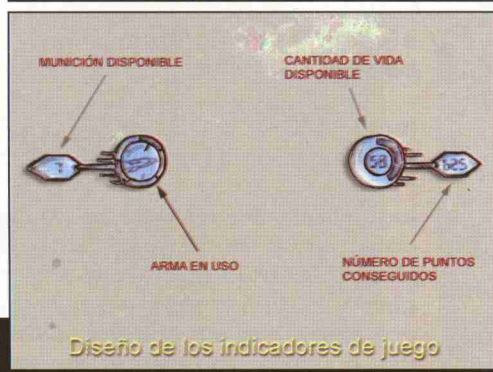 MUNICIÓN DISPONIBLE
CANTIDAD DE VIDA
DISPONIBLE
7
58
625
ARMA EN USO
NÚMERO DE PUNTOS
CONSEGUIDOS
Diseño de los indicadores de juego